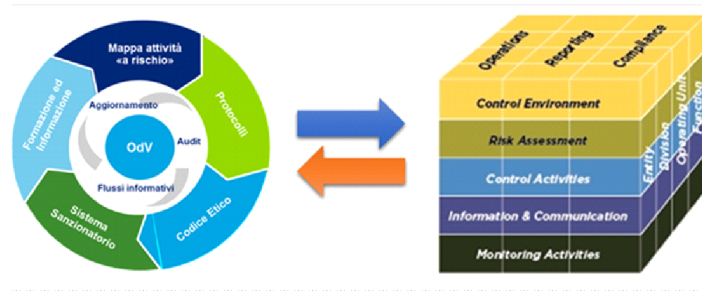 Mappa attività
«a rischio»
Protocolli
Codice Etico
Sistema
Sanzionatorio
Formazione ed
Informazione
Aggiornamento
Audit
Flussi informativi
OdV
Operations
Reporting
Compliance
Control Environment
Risk Assessment
Control Activities
Information & Communication
Monitoring Activities
Entity
Division
Operating Unit
Function